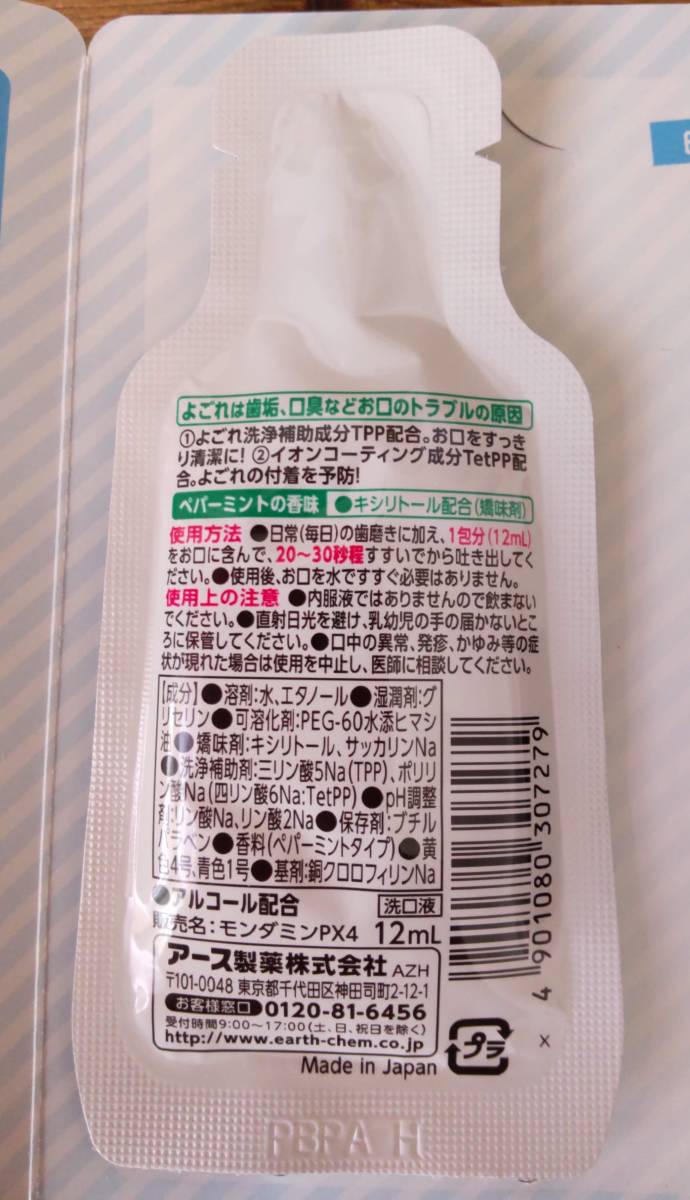 よごれは歯垢、口臭などお口のトラブルの原因
①よごれ洗浄補助成分TPP配合。お口をすっき
り清潔に! ②イオンコーティング成分TetPP配
合。よごれの付着を予防!
ペパーミントの香味 ●キシリトール配合(矯味剤)
使用方法 ●日常(毎日)の歯磨きに加え、1包分(12mL)
をお口に含んで、20〜30秒程すすいでから吐き出してく
ださい。●使用後、お口を水ですすぐ必要はありません。
使用上の注意 ●内服液ではありませんので飲まない
でください。●直射日光を避け、乳幼児の手の届かないとこ
ろに保管してください。●口中の異常、発疹、かゆみ等の症
状が現れた場合は使用を中止し、医師に相談してください。
【成分】●溶剤:水、エタノール●湿潤剤:グ
リセリン●可溶化剤:PEG-60水添ヒマシ
油●矯味剤:キシリトール、サッカリンNa
●洗浄補助剤:三リン酸5Na(TPP)、ポリリ
ン酸Na(四リン酸6Na:TetPP)●pH調整
剤:リン酸Na、リン酸2Na●保存剤:ブチル
パラベン●香料(ペパーミントタイプ)●黄
色4号、青色1号●基剤:銅クロロフィリンNa
●アルコール配合 洗口液
販売名:モンダミンPX4 12mL
アース製薬株式会社 AZH
〒101-0048 東京都千代田区神田司町2-12-1
お客様窓口 0120-81-6456
受付時間9:00〜17:00(土、日、祝日を除く)
http://www.earth-chem.co.jp
Made in Japan
プラ
4 901080 307279
x
PBPA H